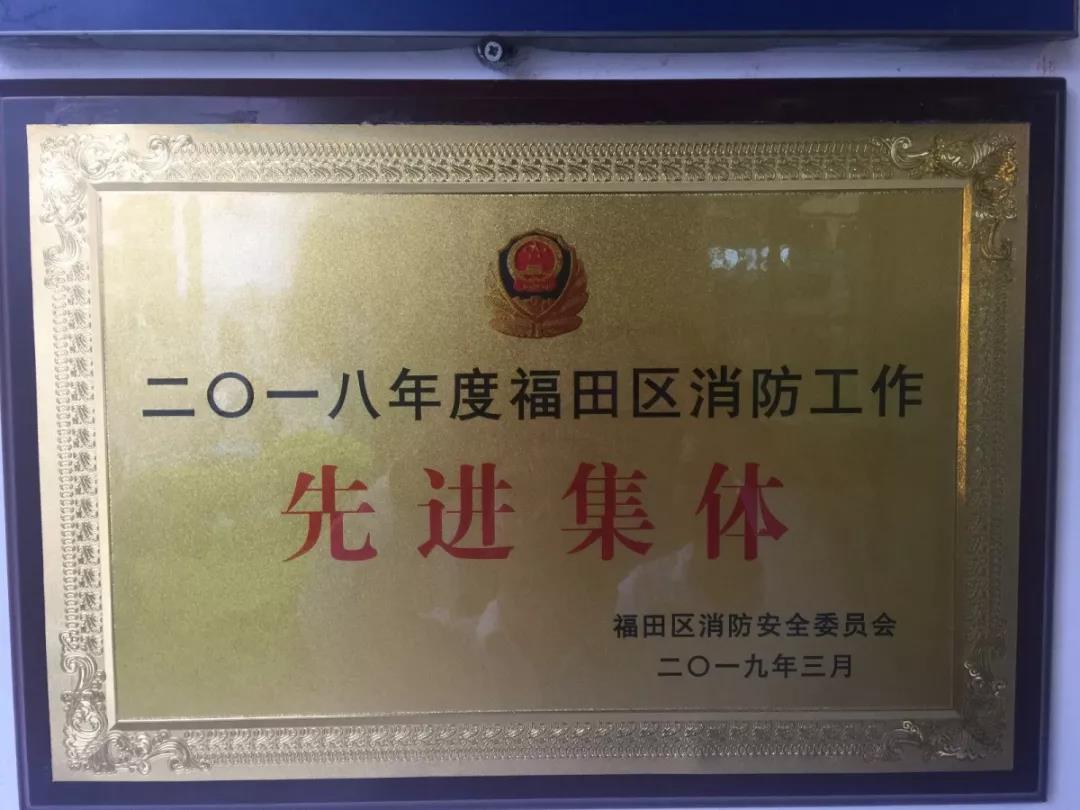 二〇一八年度福田区消防工作
先进集体
福田区消防安全委员会
二〇一九年三月